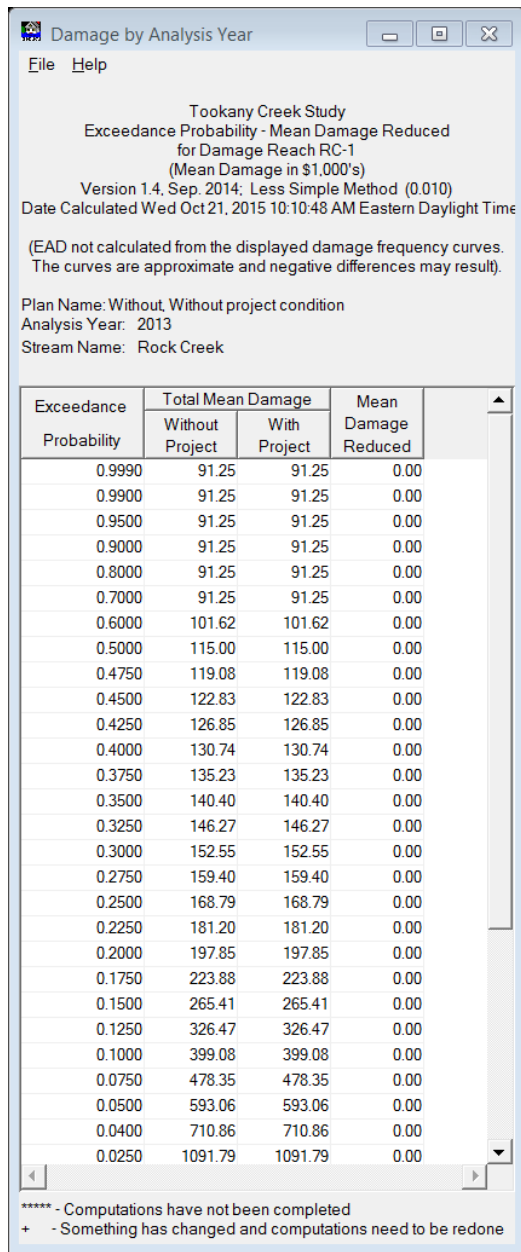 Damage by Analysis Year
File Help
Tookany Creek Study
Exceedance Probability - Mean Damage Reduced
for Damage Reach RC-1
(Mean Damage in $1,000's)
Version 1.4, Sep. 2014; Less Simple Method (0.010)
Date Calculated Wed Oct 21, 2015 10:10:48 AM Eastern Daylight Time
(EAD not calculated from the displayed damage frequency curves.
The curves are approximate and negative differences may result).
Plan Name: Without, Without project condition
Analysis Year: 2013
Stream Name: Rock Creek
Exceedance Probability Total Mean Damage Mean Damage Reduced
Without Project With Project
0.9990 91.25 91.25 0.00
0.9900 91.25 91.25 0.00
0.9500 91.25 91.25 0.00
0.9000 91.25 91.25 0.00
0.8000 91.25 91.25 0.00
0.7000 91.25 91.25 0.00
0.6000 101.62 101.62 0.00
0.5000 115.00 115.00 0.00
0.4750 119.08 119.08 0.00
0.4500 122.83 122.83 0.00
0.4250 126.85 126.85 0.00
0.4000 130.74 130.74 0.00
0.3750 135.23 135.23 0.00
0.3500 140.40 140.40 0.00
0.3250 146.27 146.27 0.00
0.3000 152.55 152.55 0.00
0.2750 159.40 159.40 0.00
0.2500 168.79 168.79 0.00
0.2250 181.20 181.20 0.00
0.2000 197.85 197.85 0.00
0.1750 223.88 223.88 0.00
0.1500 265.41 265.41 0.00
0.1250 326.47 326.47 0.00
0.1000 399.08 399.08 0.00
0.0750 478.35 478.35 0.00
0.0500 593.06 593.06 0.00
0.0400 710.86 710.86 0.00
0.0250 1091.79 1091.79 0.00
***** - Computations have not been completed
+ - Something has changed and computations need to be redone